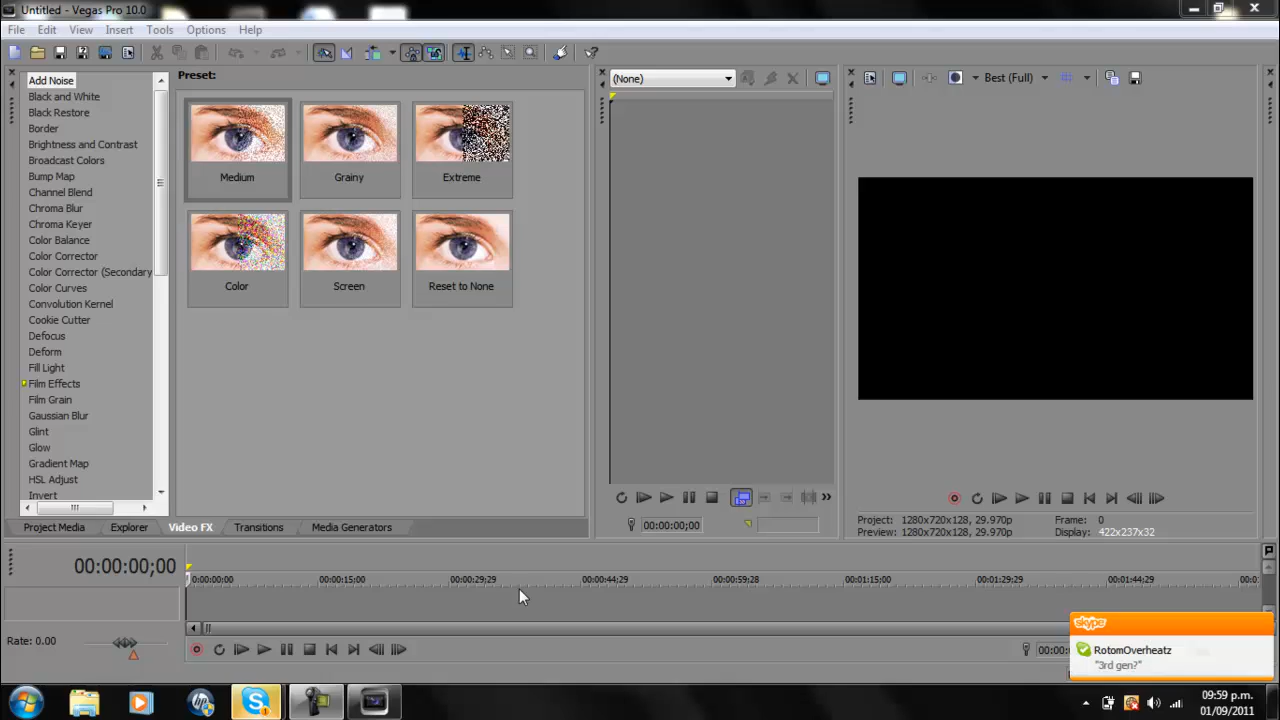 Untitled - Vegas Pro 10.0
File Edit View Insert Tools Options Help
Add Noise
Black and White
Black Restore
Border
Brightness and Contrast
Broadcast Colors
Bump Map
Channel Blend
Chroma Blur
Chroma Keyer
Color Balance
Color Corrector
Color Corrector (Secondary
Color Curves
Convolution Kernel
Cookie Cutter
Defocus
Deform
Fill Light
Film Effects
Film Grain
Gaussian Blur
Glint
Glow
Gradient Map
HSL Adjust
Invert
Preset:
Medium Grainy Extreme
Color Screen Reset to None
(None)
00:00:00;00
Best (Full)
Project: 1280x720x128, 29.970p Frame: 0
Preview: 1280x720x128, 29.970p Display: 422x237x32
Project Media Explorer Video FX Transitions Media Generators
00:00:00;00
0:00:00;00 00:00:15;00 00:00:29;29 00:00:44;29 00:00:59;28 00:01:15;00 00:01:29;29 00:01:44;29 00:0
Rate: 0.00
00:00:
skype
RotomOverheatz
"3rd gen?"
09:59 p.m.
01/09/2011